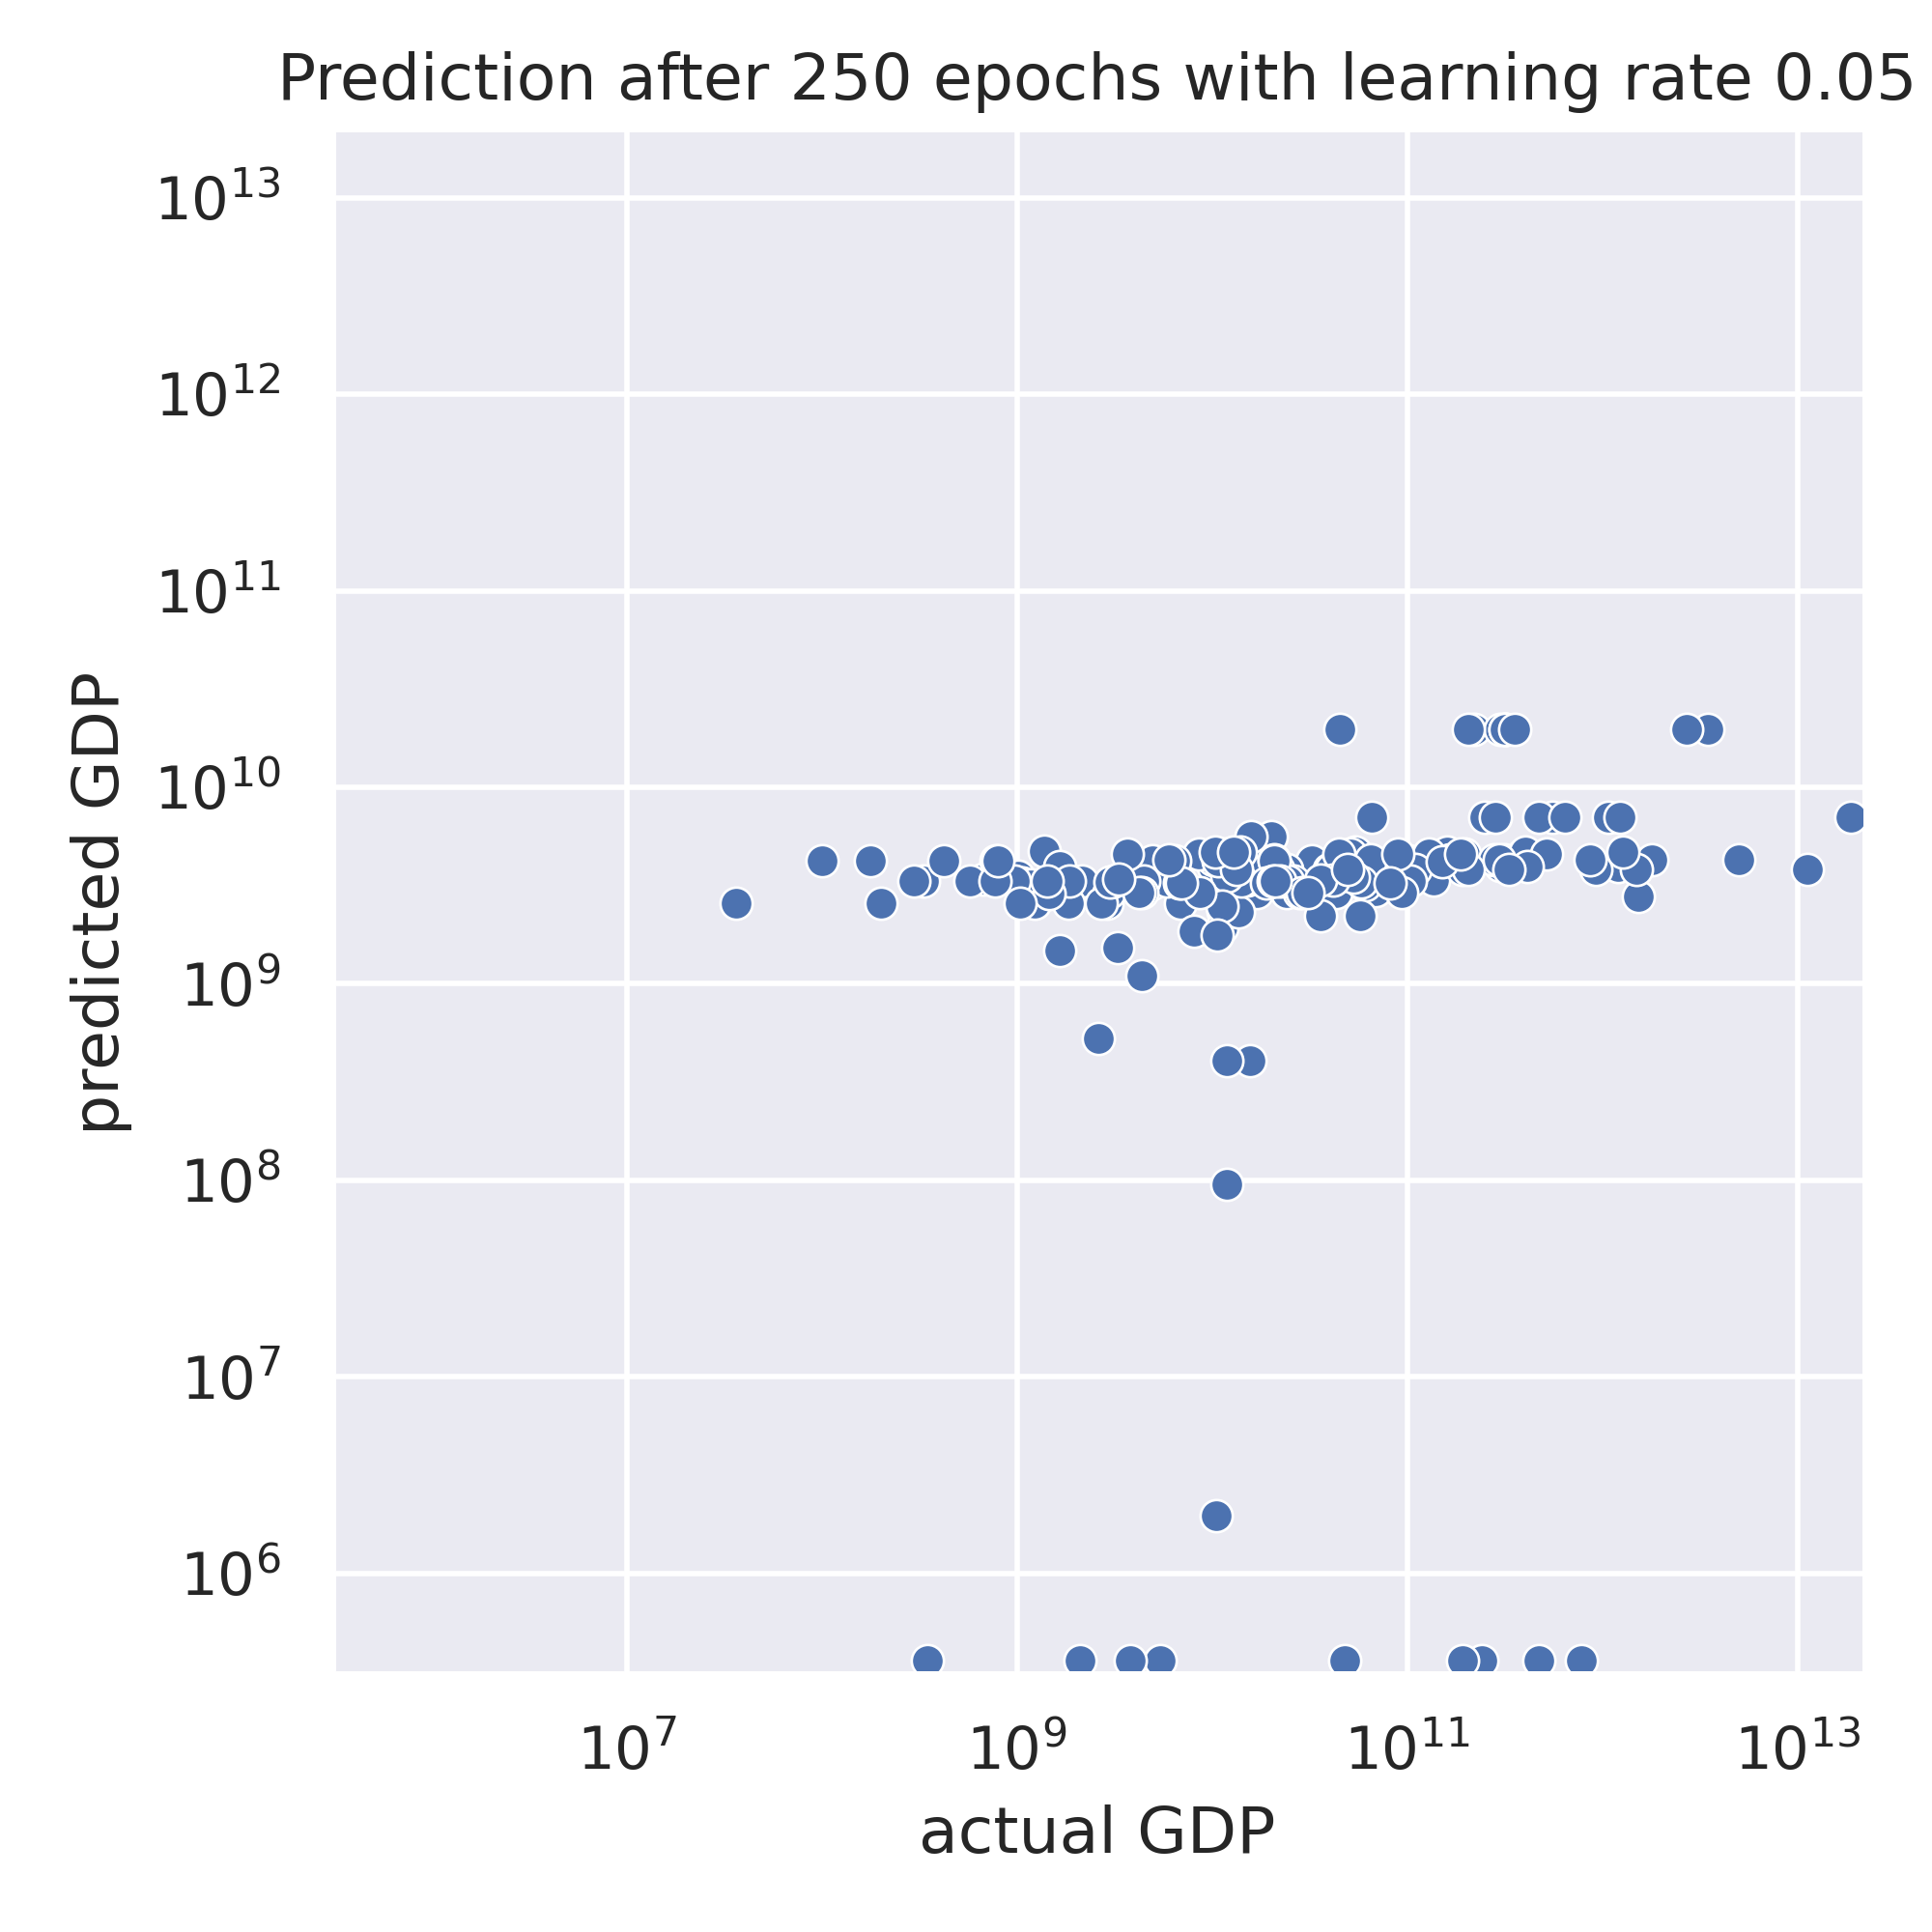 Prediction after 250 epochs with learning rate 0.05
10^13
10^12
10^11
10^10
10^9
10^8
10^7
10^6
predicted GDP
10^7 10^9 10^11 10^13
actual GDP